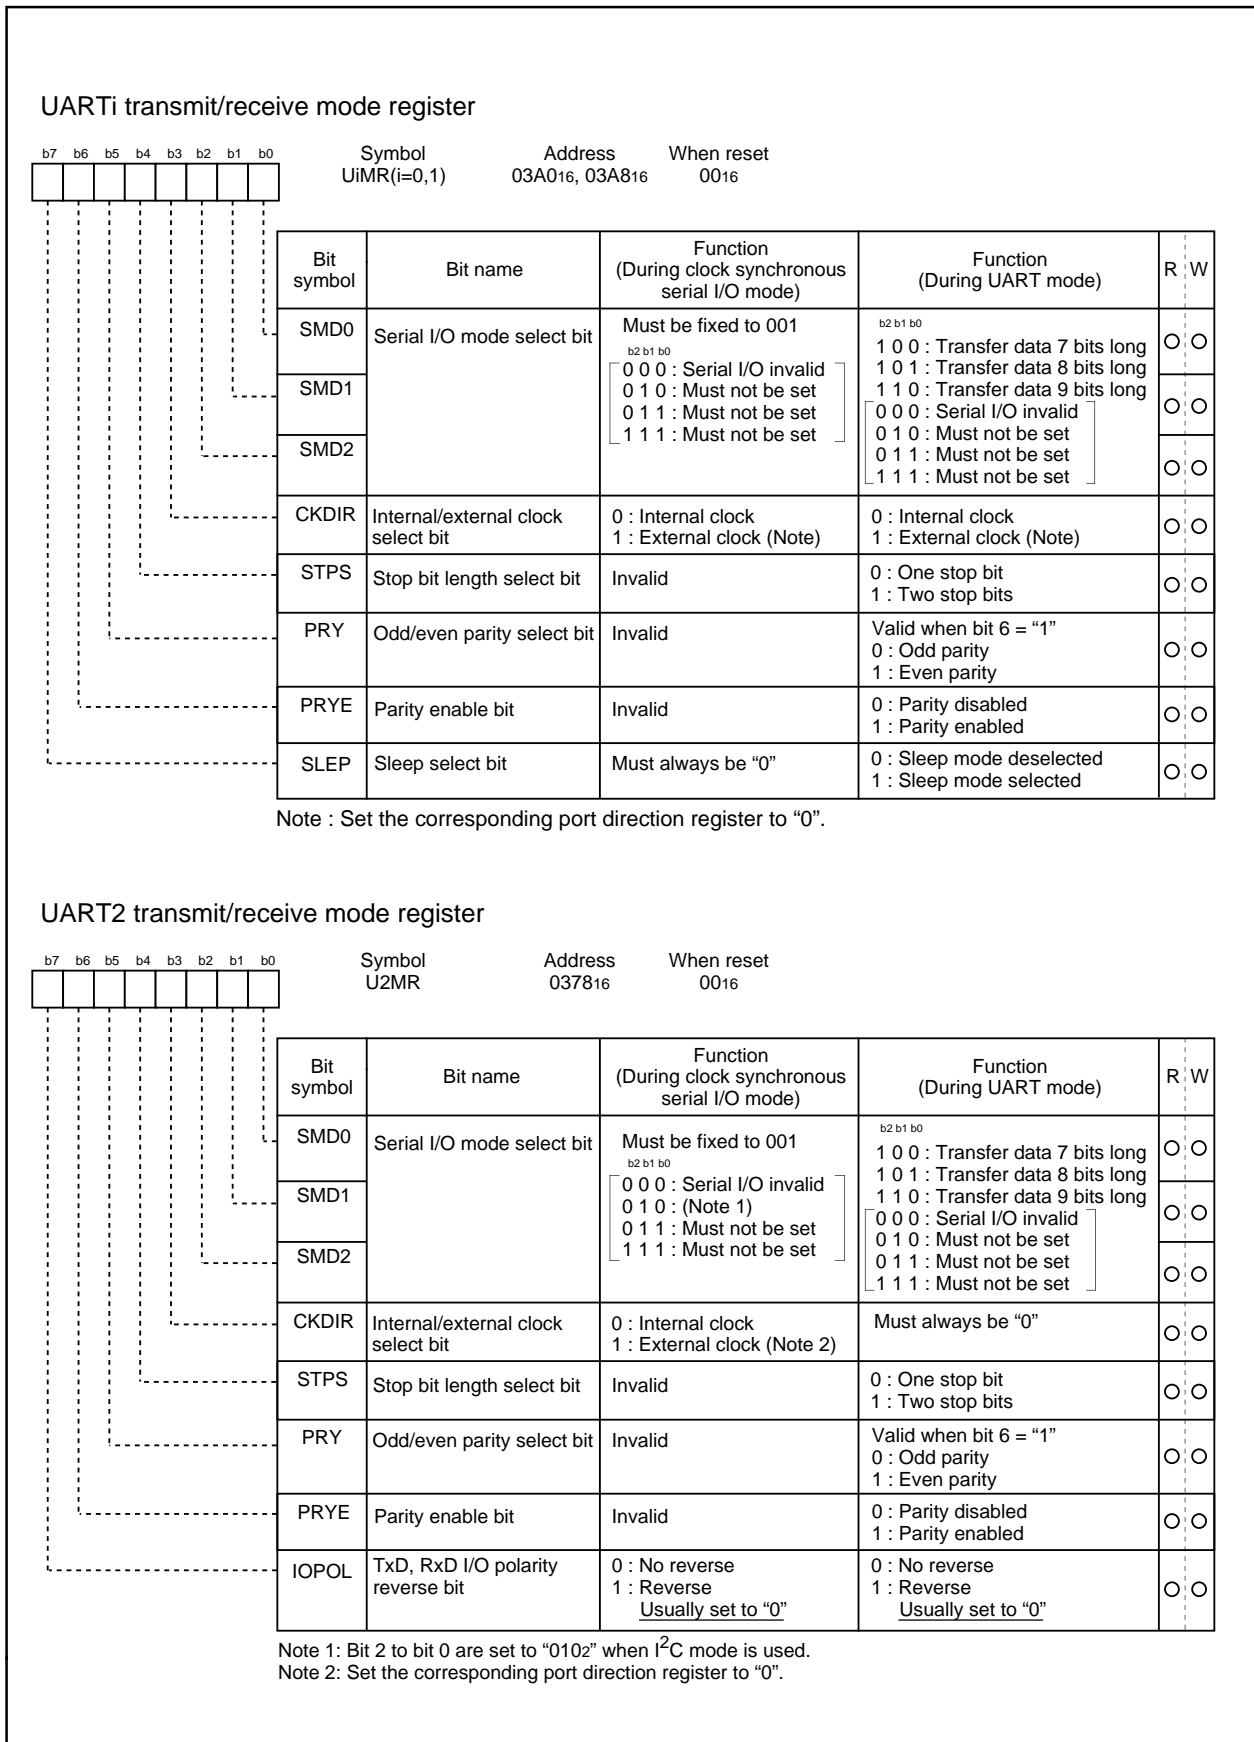 UARTi transmit/receive mode register
b7 b6 b5 b4 b3 b2 b1 b0
Symbol Address When reset
UiMR(i=0,1) 03A016, 03A816 0016
Bit symbol Bit name Function (During clock synchronous serial I/O mode) Function (During UART mode) R W
SMD0 Serial I/O mode select bit
SMD1
SMD2
Must be fixed to 001
b2 b1 b0
0 0 0 : Serial I/O invalid
0 1 0 : Must not be set
0 1 1 : Must not be set
1 1 1 : Must not be set
b2 b1 b0
1 0 0 : Transfer data 7 bits long
1 0 1 : Transfer data 8 bits long
1 1 0 : Transfer data 9 bits long
0 0 0 : Serial I/O invalid
0 1 0 : Must not be set
0 1 1 : Must not be set
1 1 1 : Must not be set
CKDIR
Internal/external clock
select bit
0 : Internal clock
1 : External clock (Note)
0 : Internal clock
1 : External clock (Note)
STPS
Stop bit length select bit
Invalid
0 : One stop bit
1 : Two stop bits
PRY
Odd/even parity select bit
Invalid
Valid when bit 6 = “1”
0 : Odd parity
1 : Even parity
PRYE
Parity enable bit
Invalid
0 : Parity disabled
1 : Parity enabled
SLEP
Sleep select bit
Must always be “0”
0 : Sleep mode deselected
1 : Sleep mode selected
Note : Set the corresponding port direction register to “0”.
UART2 transmit/receive mode register
b7 b6 b5 b4 b3 b2 b1 b0
Symbol Address When reset
U2MR 037816 0016
Bit symbol Bit name Function (During clock synchronous serial I/O mode) Function (During UART mode) R W
SMD0 Serial I/O mode select bit
SMD1
SMD2
Must be fixed to 001
b2 b1 b0
0 0 0 : Serial I/O invalid
0 1 0 : (Note 1)
0 1 1 : Must not be set
1 1 1 : Must not be set
b2 b1 b0
1 0 0 : Transfer data 7 bits long
1 0 1 : Transfer data 8 bits long
1 1 0 : Transfer data 9 bits long
0 0 0 : Serial I/O invalid
0 1 0 : Must not be set
0 1 1 : Must not be set
1 1 1 : Must not be set
CKDIR
Internal/external clock
select bit
0 : Internal clock
1 : External clock (Note 2)
Must always be “0”
STPS
Stop bit length select bit
Invalid
0 : One stop bit
1 : Two stop bits
PRY
Odd/even parity select bit
Invalid
Valid when bit 6 = “1”
0 : Odd parity
1 : Even parity
PRYE
Parity enable bit
Invalid
0 : Parity disabled
1 : Parity enabled
IOPOL
TxD, RxD I/O polarity
reverse bit
0 : No reverse
1 : Reverse
Usually set to “0”
0 : No reverse
1 : Reverse
Usually set to “0”
Note 1: Bit 2 to bit 0 are set to “0102” when I2C mode is used.
Note 2: Set the corresponding port direction register to “0”.